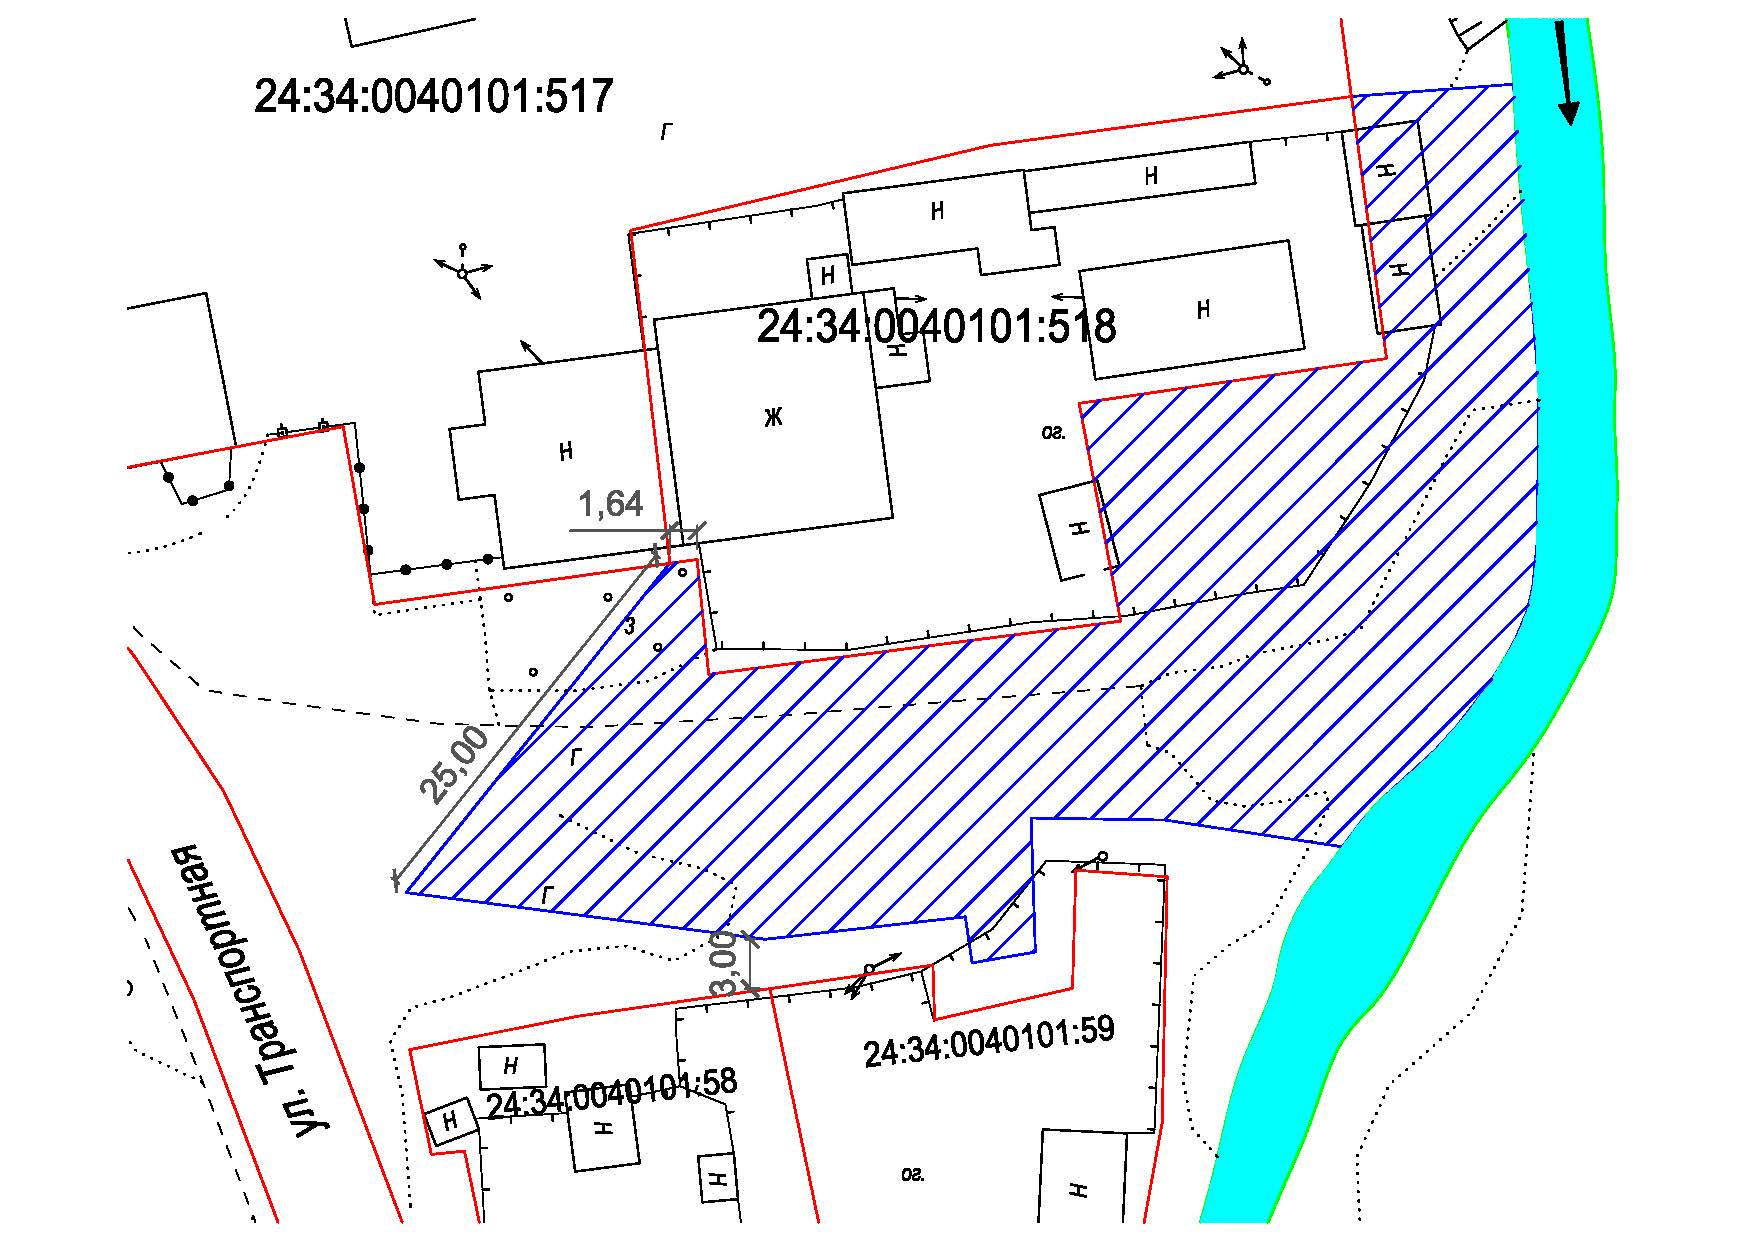 24:34:0040101:517
Г
Н
Н
Н
Н
Н
Н
24:34:0040101:518
Н
Н
Ж
Н
ог.
1,64
Н
З
25,00
Г
Г
3,00
ул. Транспортная
24:34:0040101:59
Н
24:34:0040101:58
Н
Н
Н
ог.
Н